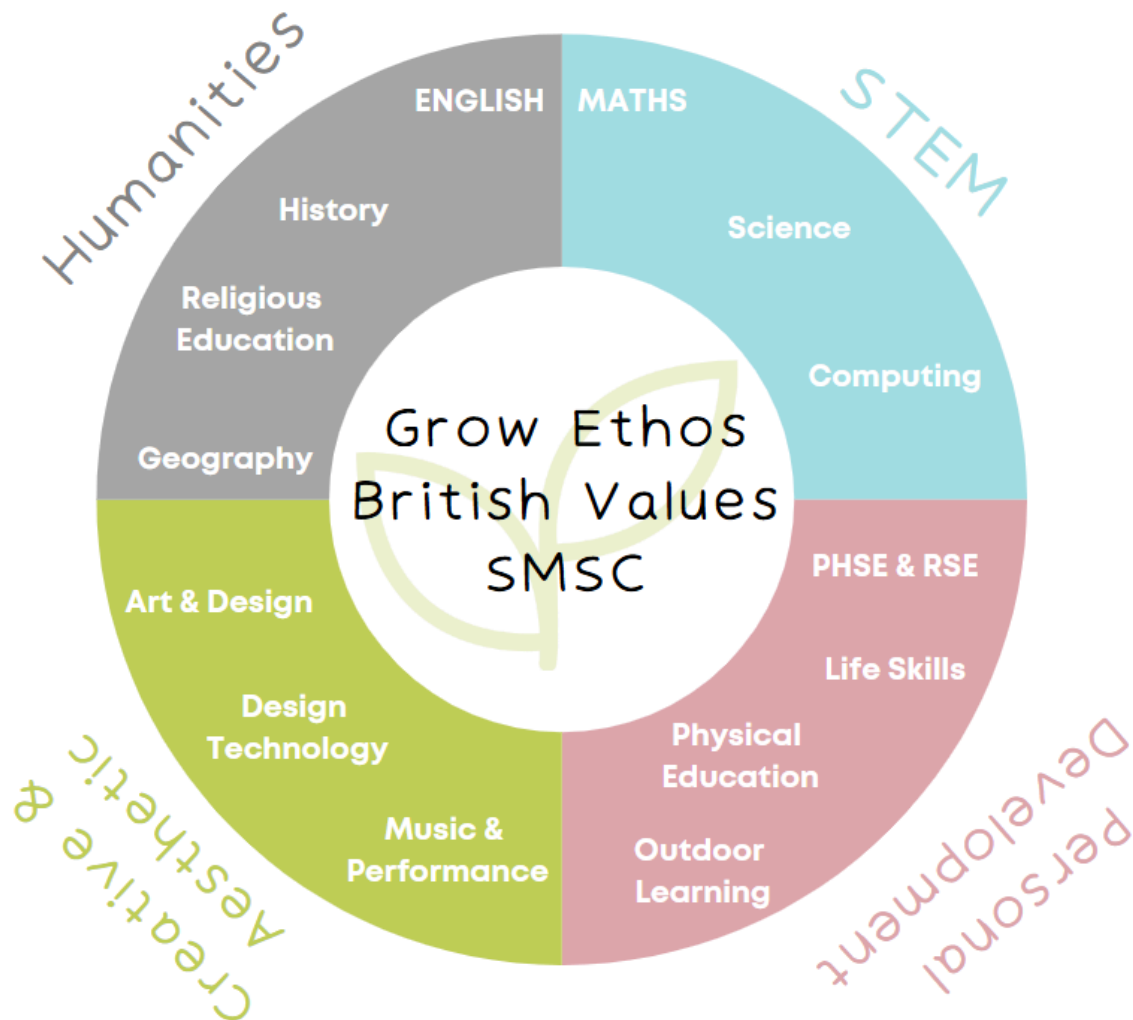 Humanities
ENGLISH
History
Religious
Education
Geography
STEM
MATHS
Science
Computing
Grow Ethos
British Values
SMSC
Art & Design
Design
Technology
Music &
Performance
Creative &
Aesthetic
PHSE & RSE
Life Skills
Physical
Education
Outdoor
Learning
Personal
Development